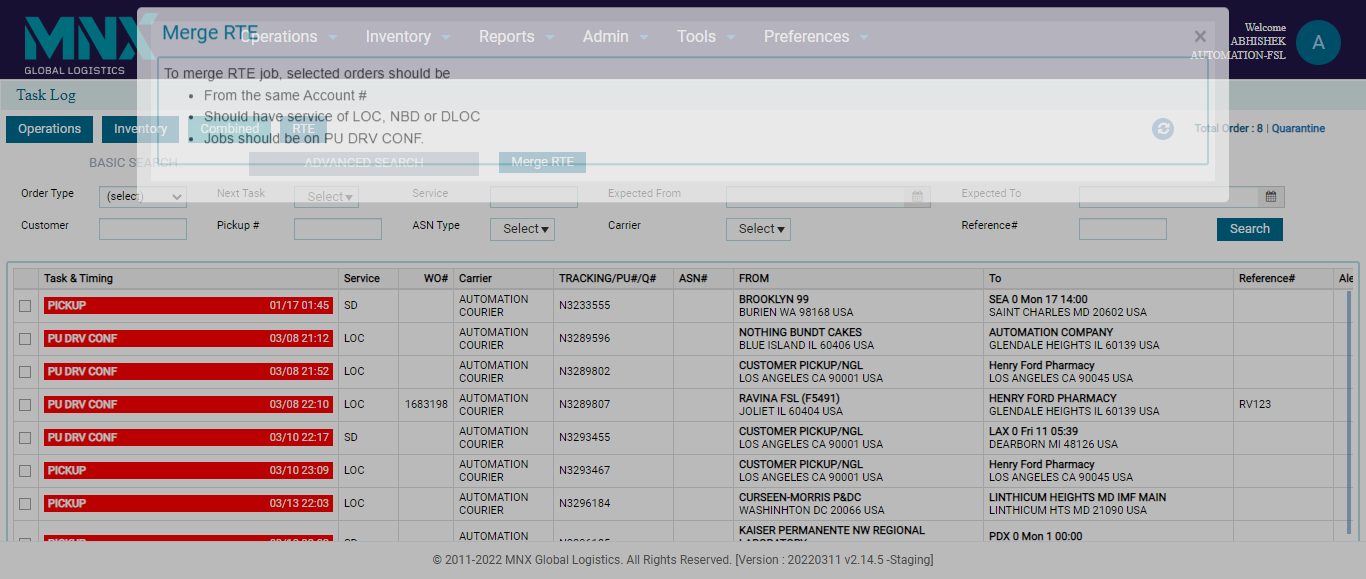 MNX
GLOBAL LOGISTICS
Operations Inventory Reports Admin Tools Preferences
Welcome
ABHISHEK
AUTOMATION-FSL
A
Merge RTE
×
To merge RTE job, selected orders should be
• From the same Account #
• Should have service of LOC, NBD or DLOC
• Jobs should be on PU DRV CONF.
Task Log
Operations Inventory Combined RTE
Total Order : 8 | Quarantine
BASIC SEARCH ADVANCED SEARCH Merge RTE
Order Type (select) Next Task Select Service Expected From Expected To
Customer Pickup # ASN Type Select Carrier Select Reference# Search
Task & Timing Service WO# Carrier TRACKING/PU#/Q# ASN# FROM To Reference# Ale
PICKUP 01/17 01:45 SD AUTOMATION COURIER N3233555 BROOKLYN 99 SEA 0 Mon 17 14:00
BURIEN WA 98168 USA SAINT CHARLES MD 20602 USA
PU DRV CONF 03/08 21:12 LOC AUTOMATION COURIER N3289596 NOTHING BUNDT CAKES AUTOMATION COMPANY
BLUE ISLAND IL 60406 USA GLENDALE HEIGHTS IL 60139 USA
PU DRV CONF 03/08 21:52 LOC AUTOMATION COURIER N3289802 CUSTOMER PICKUP/NGL Henry Ford Pharmacy
LOS ANGELES CA 90001 USA LOS ANGELES CA 90045 USA
PU DRV CONF 03/08 22:10 LOC 1683198 AUTOMATION COURIER N3289807 RAVINA FSL (F5491) HENRY FORD PHARMACY RV123
JOLIET IL 60404 USA GLENDALE HEIGHTS IL 60139 USA
PU DRV CONF 03/10 22:17 SD AUTOMATION COURIER N3293455 CUSTOMER PICKUP/NGL LAX 0 Fri 11 05:39
LOS ANGELES CA 90001 USA DEARBORN MI 48126 USA
PICKUP 03/10 23:09 LOC AUTOMATION COURIER N3293467 CUSTOMER PICKUP/NGL Henry Ford Pharmacy
LOS ANGELES CA 90001 USA LOS ANGELES CA 90045 USA
PICKUP 03/13 22:03 LOC AUTOMATION COURIER N3296184 CURSEEN-MORRIS P&DC LINTHICUM HEIGHTS MD IMF MAIN
WASHINHTON DC 20066 USA LINTHICUM HTS MD 21090 USA
AUTOMATION KAISER PERMANENTE NW REGIONAL PDX 0 Mon 1 00:00
© 2011-2022 MNX Global Logistics. All Rights Reserved. [Version : 20220311 v2.14.5 -Staging]